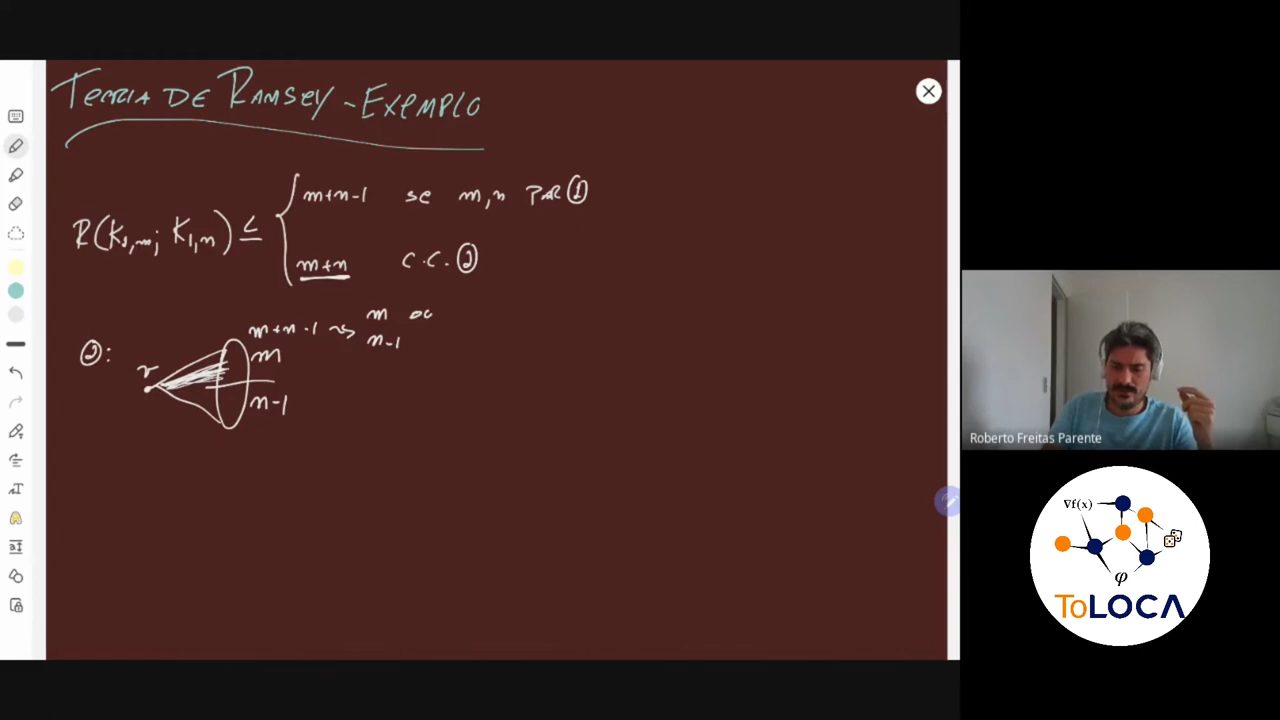 TEORIA DE RAMSEY - EXEMPLO
R(K₁,ₘ; K₁,ₙ) ≤
m+n-1 se m,n PAR ①
m+n c.c. ②
②:
v
m+n-1 ⇝ m ou
n-1
m
n-1
Roberto Freitas Parente
∇f(x)
φ
ToLOCA